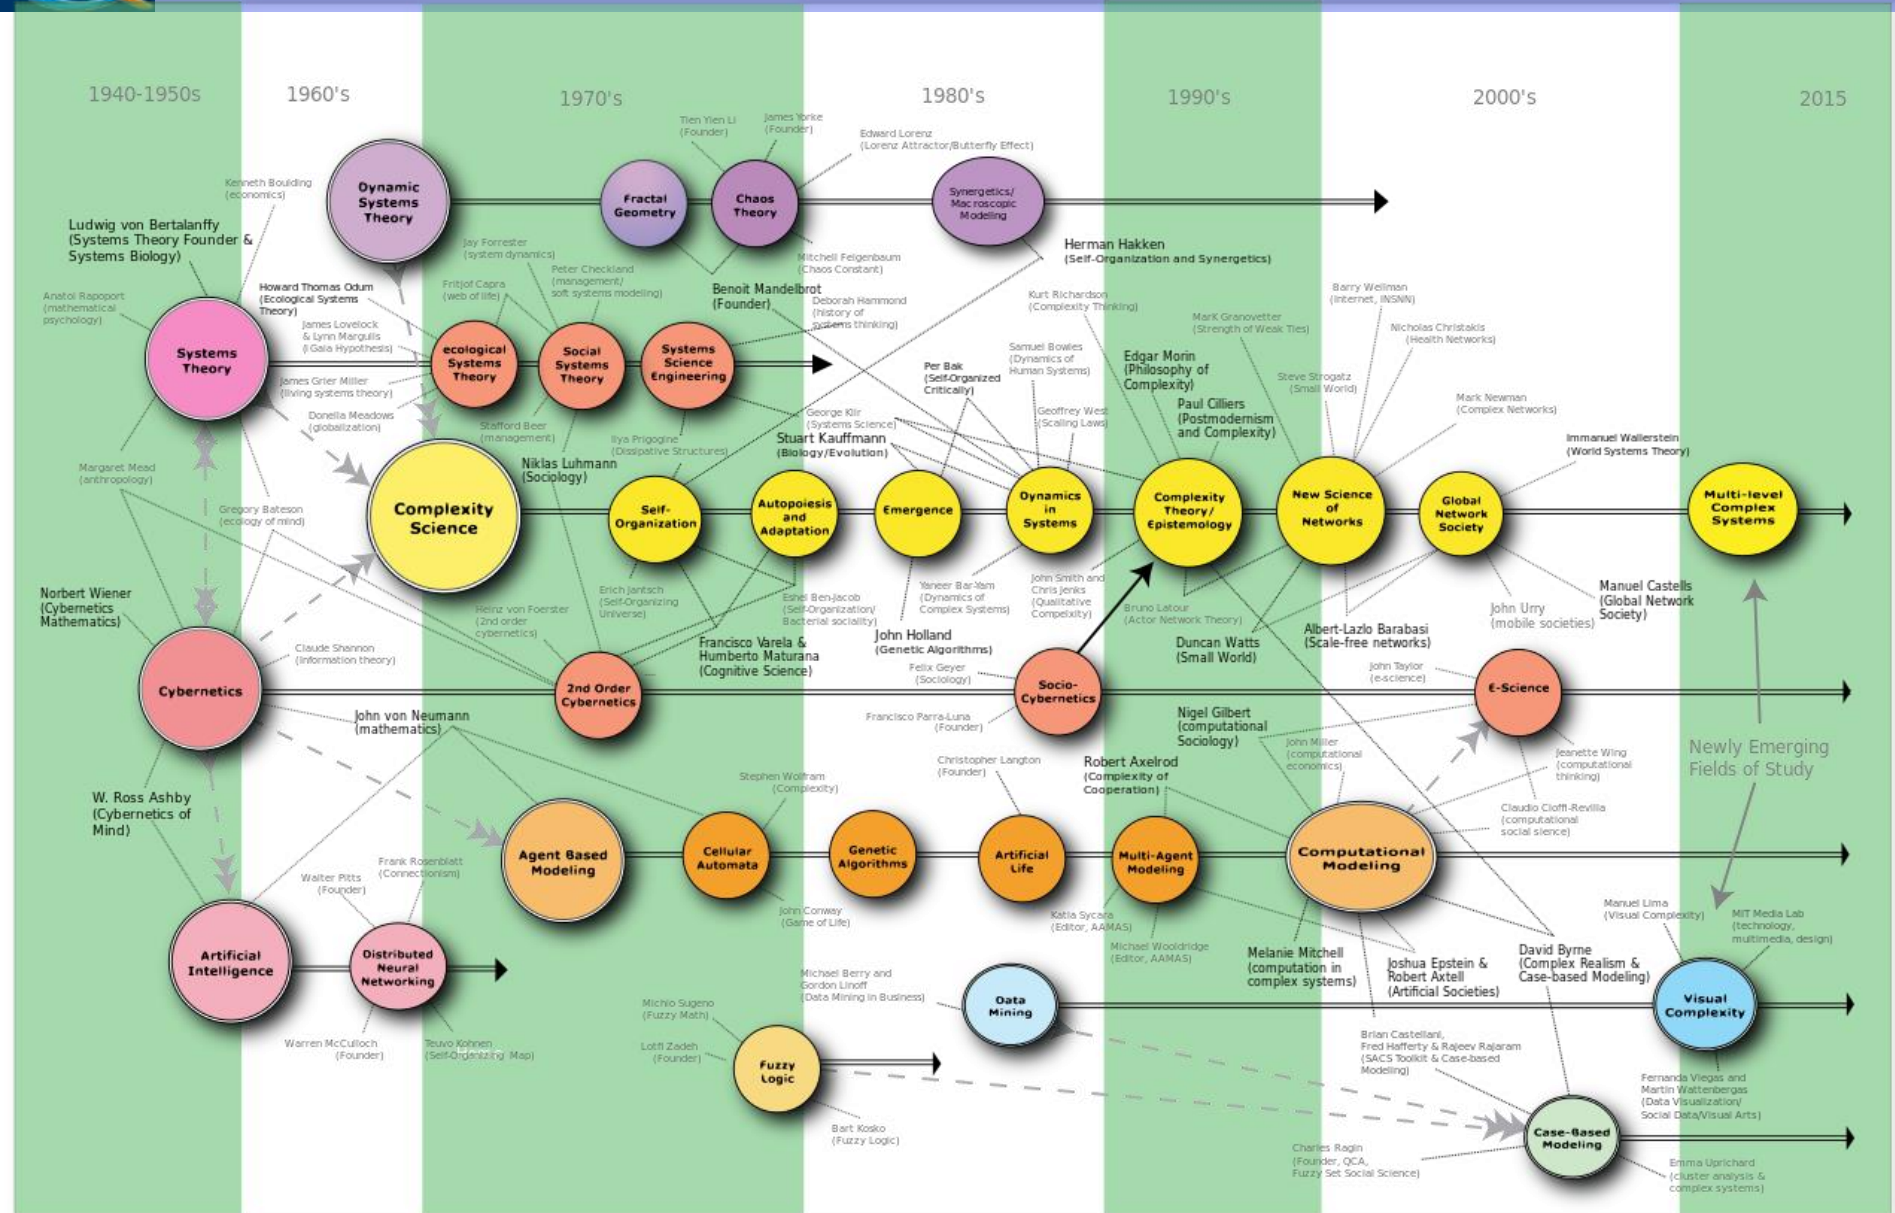 1940-1950s
1960's
1970's
1980's
1990's
2000's
2015
Tien Yien Li
(Founder)
James Yorke
(Founder)
Edward Lorenz
(Lorenz Attractor/Butterfly Effect)
Kenneth Boulding
(economics)
Dynamic
Systems
Theory
Fractal
Geometry
Chaos
Theory
Synergetics/
Macroscopic
Modeling
Ludwig von Bertalanffy
(Systems Theory Founder &
Systems Biology)
Jay Forrester
(system dynamics)
Mitchell Feigenbaum
(Chaos Constant)
Herman Hakken
(Self-Organization and Synergetics)
Anatol Rapoport
(mathematical
psychology)
Howard Thomas Odum
(Ecological Systems
Theory)
Fritjof Capra
(web of life)
Peter Checkland
(management/
soft systems modeling)
Benoit Mandelbrot
(Founder)
Deborah Hammond
(history of
systems thinking)
Kurt Richardson
(Complexity Thinking)
Barry Wellman
(Internet, INSNN)
Mark Granovetter
(Strength of Weak Ties)
Nicholas Christakis
(Health Networks)
James Lovelock
& Lynn Margulis
(iGaia Hypothesis)
Systems
Theory
ecological
Systems
Theory
Social
Systems
Theory
Systems
Science
Engineering
Per Bak
(Self-Organized
Critically)
Samuel Bowles
(Dynamics of
Human Systems)
Edgar Morin
(Philosophy of
Complexity)
Steve Strogatz
(Small World)
James Grier Miller
(living systems theory)
Donella Meadows
(globalization)
Stafford Beer
(management)
Ilya Prigogine
(Dissipative Structures)
George Klir
(Systems Science)
Stuart Kauffmann
(Biology/Evolution)
Geoffrey West
(Scaling Laws)
Paul Cilliers
(Postmodernism
and Complexity)
Mark Newman
(Complex Networks)
Immanuel Wallerstein
(World Systems Theory)
Margaret Mead
(anthropology)
Niklas Luhmann
(Sociology)
Gregory Bateson
(ecology of mind)
Complexity
Science
Self-
Organization
Autopoiesis
and
Adaptation
Emergence
Dynamics
in
Systems
Complexity
Theory/
Epistemology
New Science
of
Networks
Global
Network
Society
Multi-level
Complex
Systems
Norbert Wiener
(Cybernetics
Mathematics)
Heinz von Foerster
(2nd order
cybernetics)
Erich Jantsch
(Self-Organizing
Universe)
Eshel Ben-Jacob
(Self-Organization/
Bacterial sociality)
Yaneer Bar-Yam
(Dynamics of
Complex Systems)
John Smith and
Chris Jenks
(Qualitative
Compelxity)
Bruno Latour
(Actor Network Theory)
John Urry
(mobile societies)
Manuel Castells
(Global Network
Society)
Claude Shannon
(information theory)
Francisco Varela &
Humberto Maturana
(Cognitive Science)
John Holland
(Genetic Algorithms)
Duncan Watts
(Small World)
Albert-Lazlo Barabasi
(Scale-free networks)
Felix Geyer
(Sociology)
John Taylor
(e-science)
Cybernetics
2nd Order
Cybernetics
Socio-
Cybernetics
E-Science
John von Neumann
(mathematics)
Francisco Parra-Luna
(Founder)
Nigel Gilbert
(computational
Sociology)
John Miller
(computational
economics)
Jeanette Wing
(computational
thinking)
Newly Emerging
Fields of Study
W. Ross Ashby
(Cybernetics of
Mind)
Stephen Wolfram
(Complexity)
Christopher Langton
(Founder)
Robert Axelrod
(Complexity of
Cooperation)
Claudio Cioffi-Revilla
(computational
social sience)
Agent Based
Modeling
Cellular
Automata
Genetic
Algorithms
Artificial
Life
Multi-Agent
Modeling
Computational
Modeling
Walter Pitts
(Founder)
Frank Rosenblatt
(Connectionism)
John Conway
(Game of Life)
Katia Sycara
(Editor, AAMAS)
Michael Wooldridge
(Editor, AAMAS)
Manuel Lima
(Visual Complexity)
MIT Media Lab
(technology,
multimedia, design)
Artificial
Intelligence
Distributed
Neural
Networking
Melanie Mitchell
(computation in
complex systems)
Joshua Epstein &
Robert Axtell
(Artificial Societies)
David Byrne
(Complex Realism &
Case-based Modeling)
Michael Berry and
Gordon Linoff
(Data Mining in Business)
Data
Mining
Visual
Complexity
Michio Sugeno
(Fuzzy Math)
Warren McCulloch
(Founder)
Teuvo Kohnen
(Self-Organizing Map)
Lotfi Zadeh
(Founder)
Fuzzy
Logic
Brian Castellani,
Fred Hafferty & Rajeev Rajaram
(SACS Toolkit & Case-based
Modeling)
Fernanda Viegas and
Martin Wattenbergas
(Data Visualization/
Social Data/Visual Arts)
Bart Kosko
(Fuzzy Logic)
Case-Based
Modeling
Charles Ragin
(Founder, QCA,
Fuzzy Set Social Science)
Emma Uprichard
(cluster analysis &
complex systems)